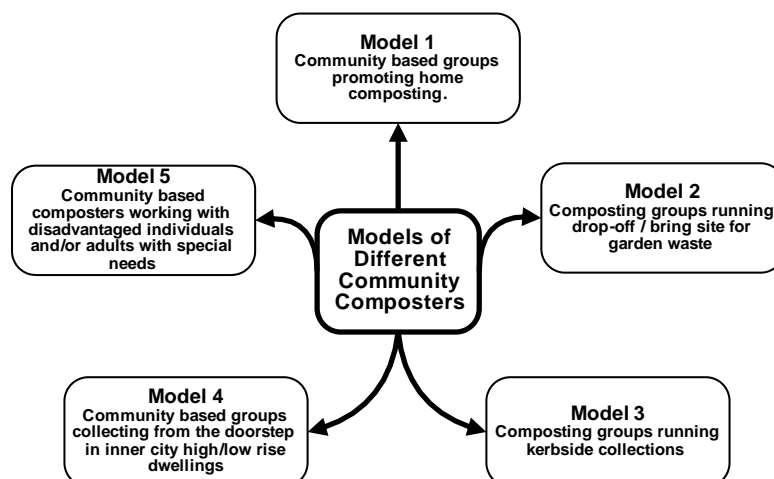 Model 1
Community based groups
promoting home
composting.
Model 5
Community based
composters working with
disadvantaged individuals
and/or adults with special
needs
Model 2
Composting groups running
drop-off / bring site for
garden waste
Models of
Different
Community
Composters
Model 4
Community based groups
collecting from the doorstep
in inner city high/low rise
dwellings
Model 3
Composting groups running
kerbside collections